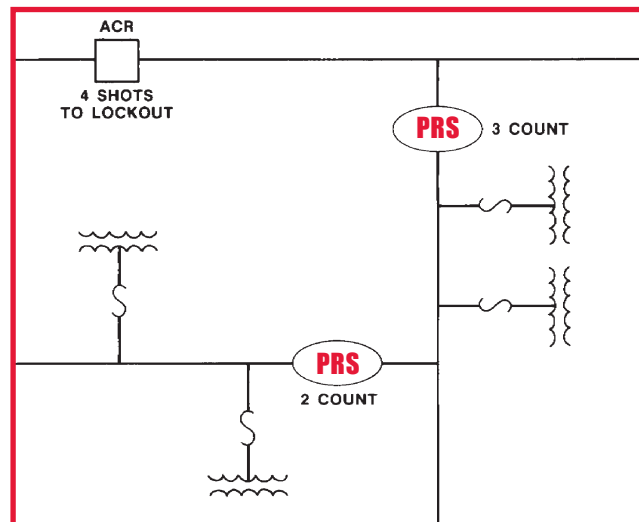 ACR
4 SHOTS
TO LOCKOUT
PRS
3 COUNT
PRS
2 COUNT